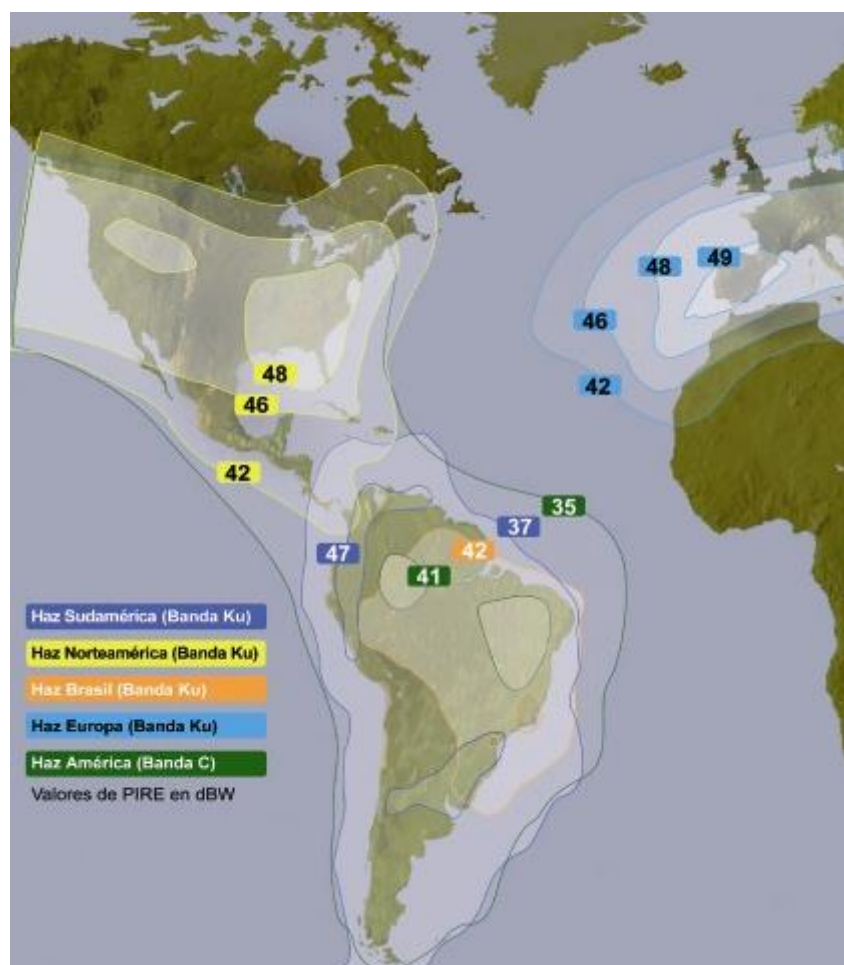 49
48
46
42
48
46
42
35
37
42
47
41
Haz Sudamérica (Banda Ku)
Haz Norteamérica (Banda Ku)
Haz Brasil (Banda Ku)
Haz Europa (Banda Ku)
Haz América (Banda C)
Valores de PIRE en dBW